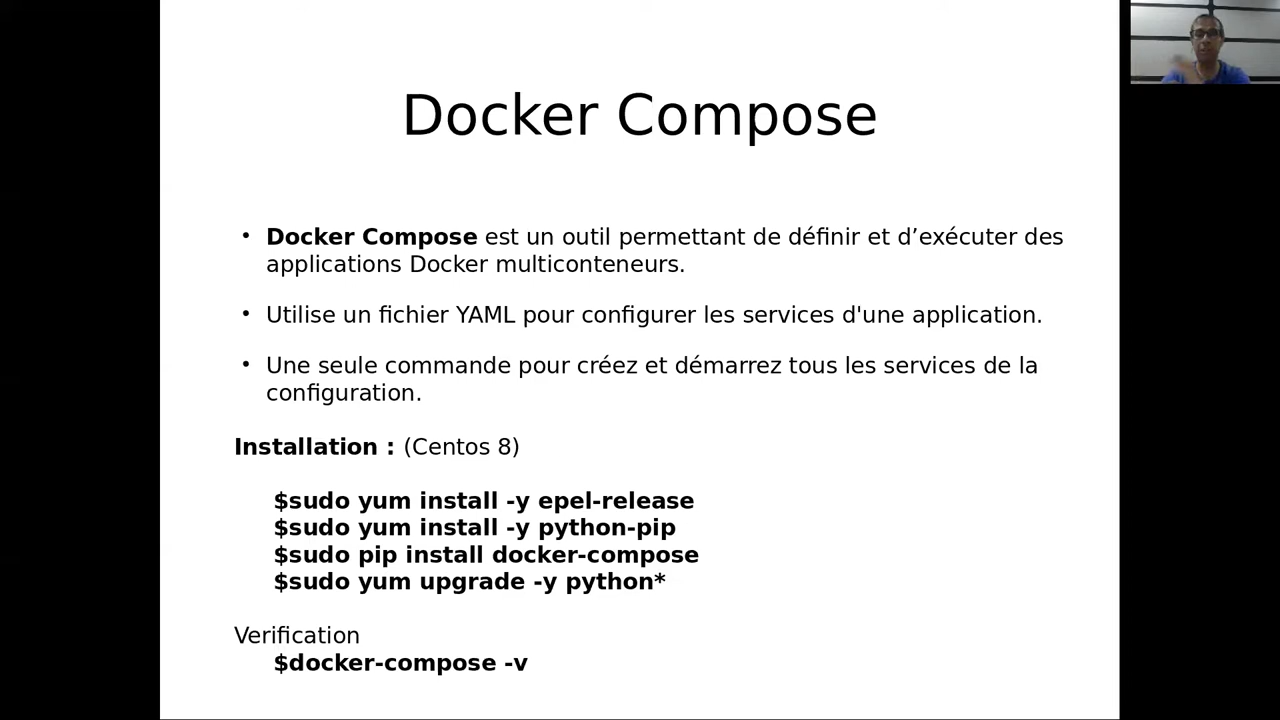 Docker Compose
• Docker Compose est un outil permettant de définir et d’exécuter des
applications Docker multiconteneurs.
• Utilise un fichier YAML pour configurer les services d'une application.
• Une seule commande pour créez et démarrez tous les services de la
configuration.
Installation : (Centos 8)
$sudo yum install -y epel-release
$sudo yum install -y python-pip
$sudo pip install docker-compose
$sudo yum upgrade -y python*
Verification
$docker-compose -v